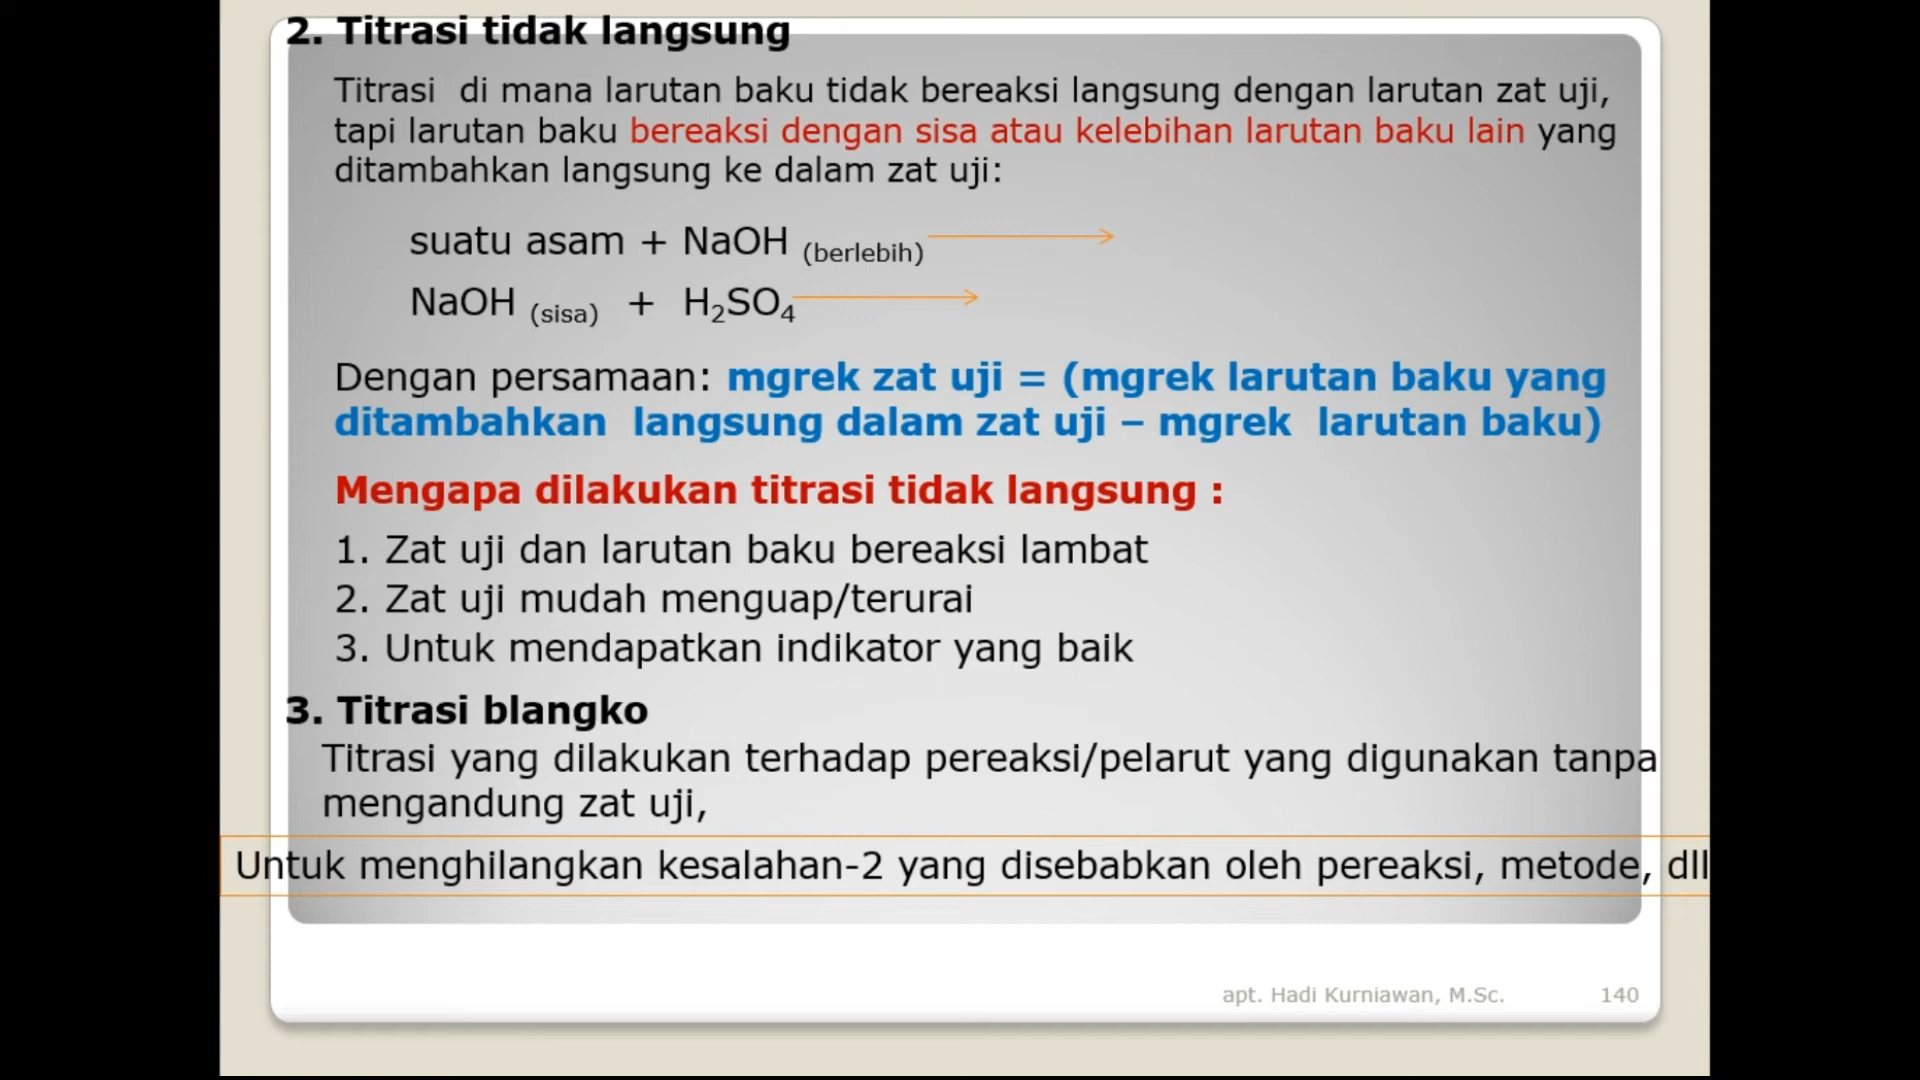 2. Titrasi tidak langsung
Titrasi di mana larutan baku tidak bereaksi langsung dengan larutan zat uji,
tapi larutan baku bereaksi dengan sisa atau kelebihan larutan baku lain yang
ditambahkan langsung ke dalam zat uji:
suatu asam + NaOH (berlebih)
NaOH (sisa) + H₂SO₄
Dengan persamaan: mgrek zat uji = (mgrek larutan baku yang
ditambahkan langsung dalam zat uji – mgrek larutan baku)
Mengapa dilakukan titrasi tidak langsung :
1. Zat uji dan larutan baku bereaksi lambat
2. Zat uji mudah menguap/terurai
3. Untuk mendapatkan indikator yang baik
3. Titrasi blangko
Titrasi yang dilakukan terhadap pereaksi/pelarut yang digunakan tanpa
mengandung zat uji,
Untuk menghilangkan kesalahan-2 yang disebabkan oleh pereaksi, metode, dll
apt. Hadi Kurniawan, M.Sc. 140